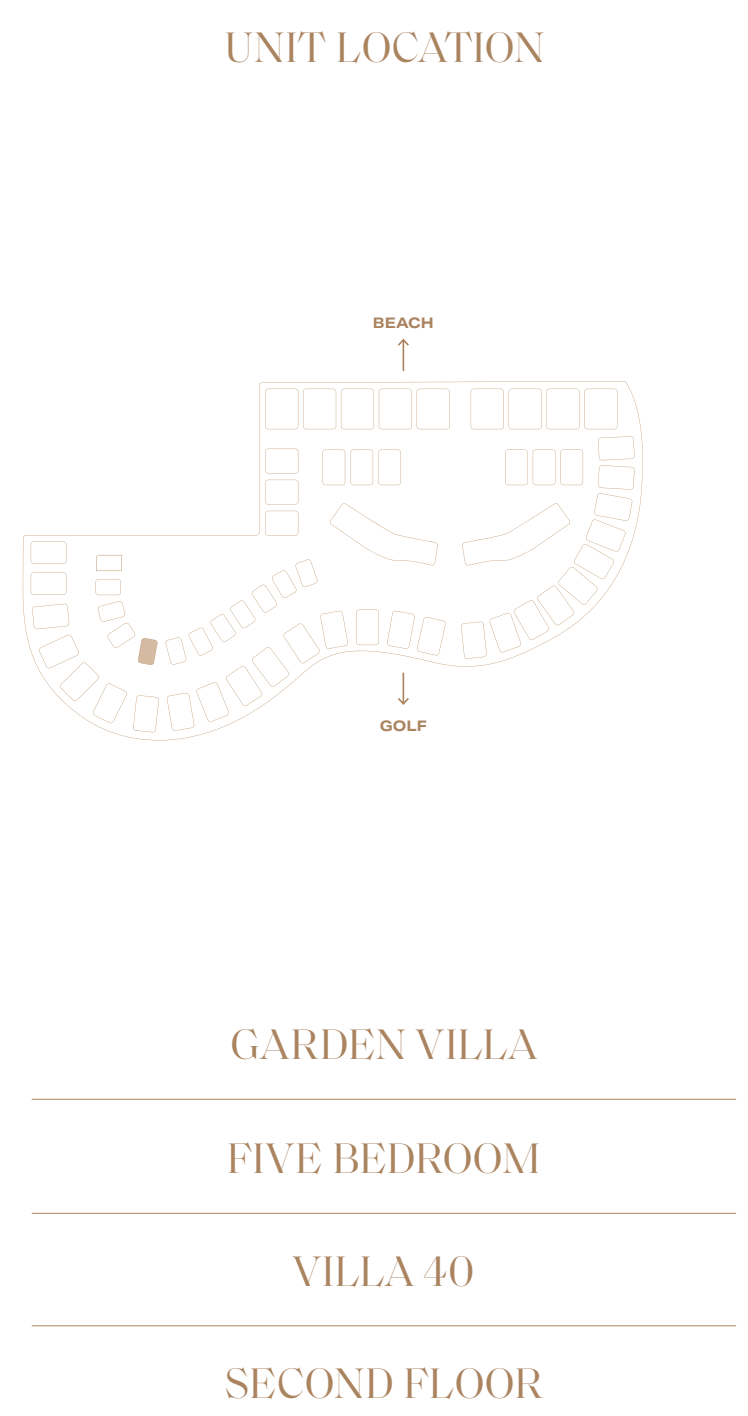 UNIT LOCATION
BEACH
GOLF
GARDEN VILLA
FIVE BEDROOM
VILLA 40
SECOND FLOOR